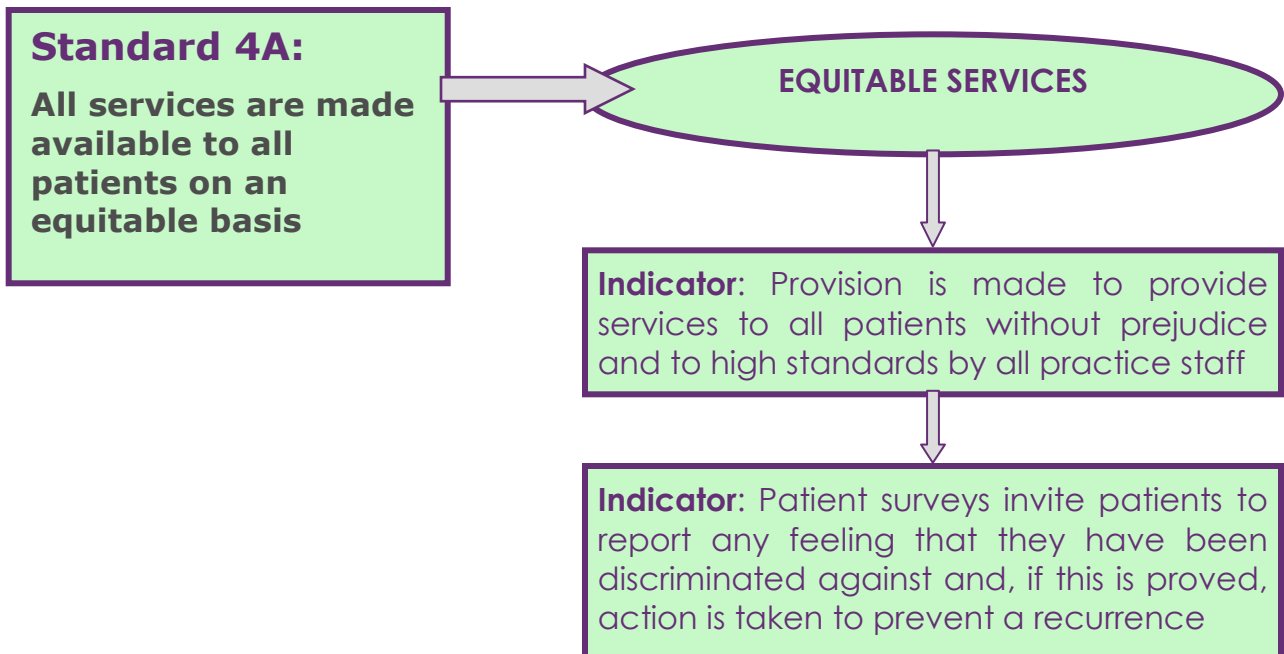 Standard 4A:
All services are made
available to all
patients on an
equitable basis
EQUITABLE SERVICES
Indicator: Provision is made to provide
services to all patients without prejudice
and to high standards by all practice staff
Indicator: Patient surveys invite patients to
report any feeling that they have been
discriminated against and, if this is proved,
action is taken to prevent a recurrence